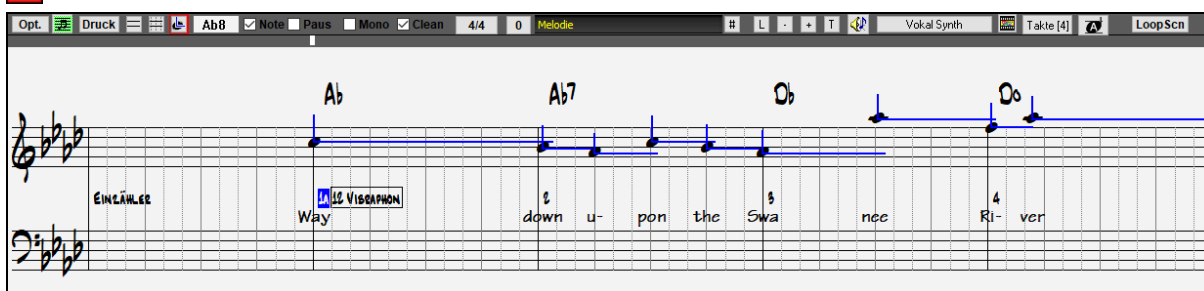 Opt. Druck Ab8 Note Paus Mono Clean 4/4 0 Melodie # L . + T Vokal Synth Takte [4] A LoopScn
Ab Ab7 Db Do
Einzähler 1A 12 Vibraphon 2 3 4
Way down u- pon the Swa nee Ri- ver